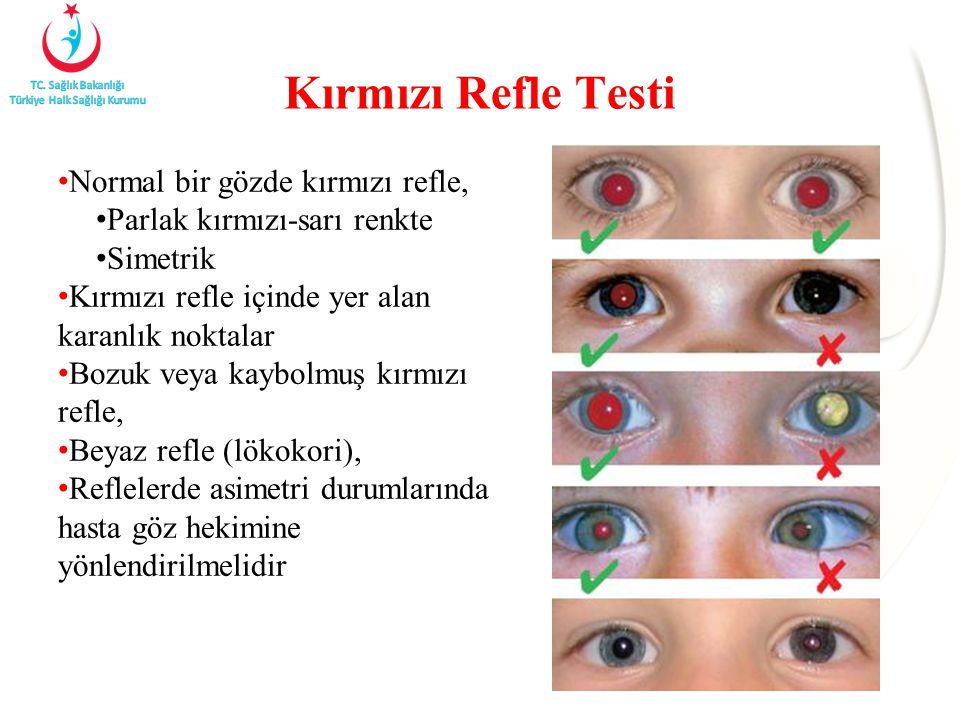 TC. Sağlık Bakanlığı
Türkiye Halk Sağlığı Kurumu
Kırmızı Refle Testi
•Normal bir gözde kırmızı refle,
•Parlak kırmızı-sarı renkte
•Simetrik
•Kırmızı refle içinde yer alan
karanlık noktalar
•Bozuk veya kaybolmuş kırmızı
refle,
•Beyaz refle (lökokori),
•Reflelerde asimetri durumlarında
hasta göz hekimine
yönlendirilmelidir